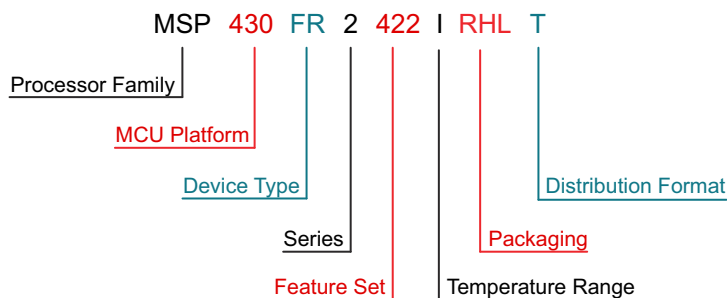 MSP 430 FR 2 422 I RHL T
Processor Family
MCU Platform
Device Type
Distribution Format
Series
Packaging
Feature Set
Temperature Range